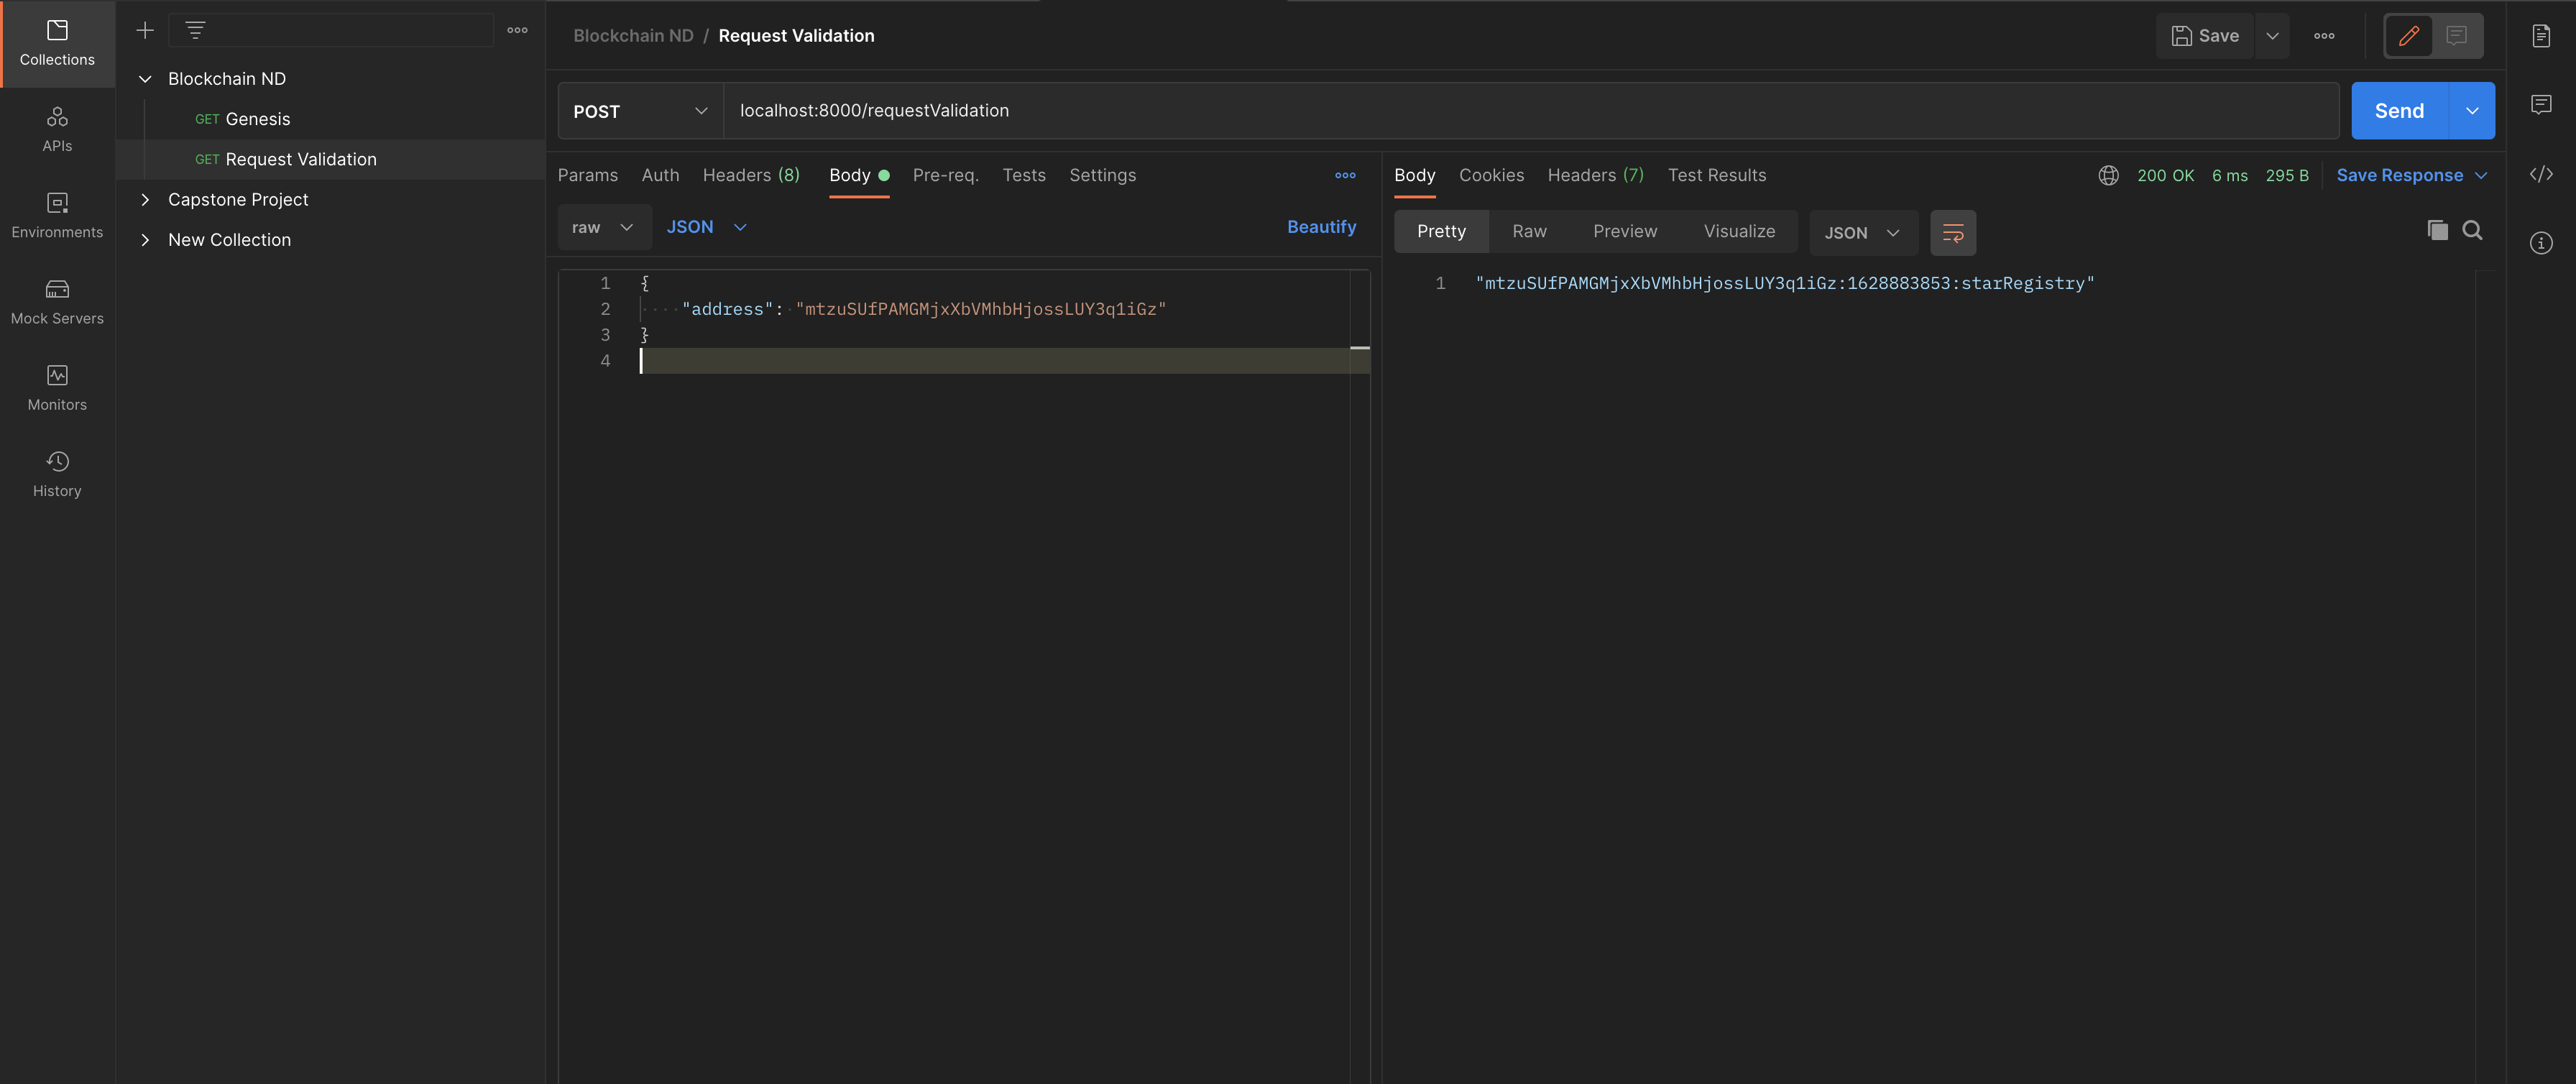 Collections
APIs
Environments
Mock Servers
Monitors
History
Blockchain ND
GET Genesis
GET Request Validation
Capstone Project
New Collection
Blockchain ND / Request Validation
Save
POST
localhost:8000/requestValidation
Send
Params Auth Headers (8) Body Pre-req. Tests Settings
raw JSON Beautify
1 {
2 "address": "mtzuSUfPAMGMjxXbVMhbHjossLUY3q1iGz"
3 }
4
Body Cookies Headers (7) Test Results 200 OK 6 ms 295 B Save Response
Pretty Raw Preview Visualize JSON
1 "mtzuSUfPAMGMjxXbVMhbHjossLUY3q1iGz:1628883853:starRegistry"